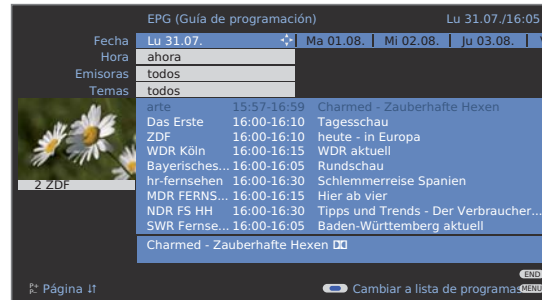 EPG (Guía de programación) Lu 31.07./16:05
Fecha Lu 31.07. Ma 01.08. Mi 02.08. Ju 03.08.
Hora ahora
Emisoras todos
Temas todos
arte 15:57-16:59 Charmed - Zauberhafte Hexen
Das Erste 16:00-16:10 Tagesschau
ZDF 16:00-16:10 heute - in Europa
WDR Köln 16:00-16:15 WDR aktuell
Bayerisches... 16:00-16:05 Rundschau
2 ZDF
hr-fernsehen 16:00-16:30 Schlemmerreise Spanien
MDR FERNS... 16:00-16:15 Hier ab vier
NDR FS HH 16:00-16:30 Tipps und Trends - Der Verbraucher...
SWR Fernse... 16:00-16:05 Baden-Württemberg aktuell
Charmed - Zauberhafte Hexen
END
P+ P- Página Cambiar a lista de programas MENU